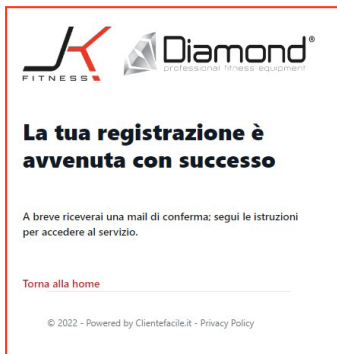 JK
FITNESS
Diamond®
professional fitness equipment
La tua registrazione è
avvenuta con successo
A breve riceverai una mail di conferma; segui le istruzioni
per accedere al servizio.
Torna alla home
© 2022 - Powered by Clientefacile.it - Privacy Policy